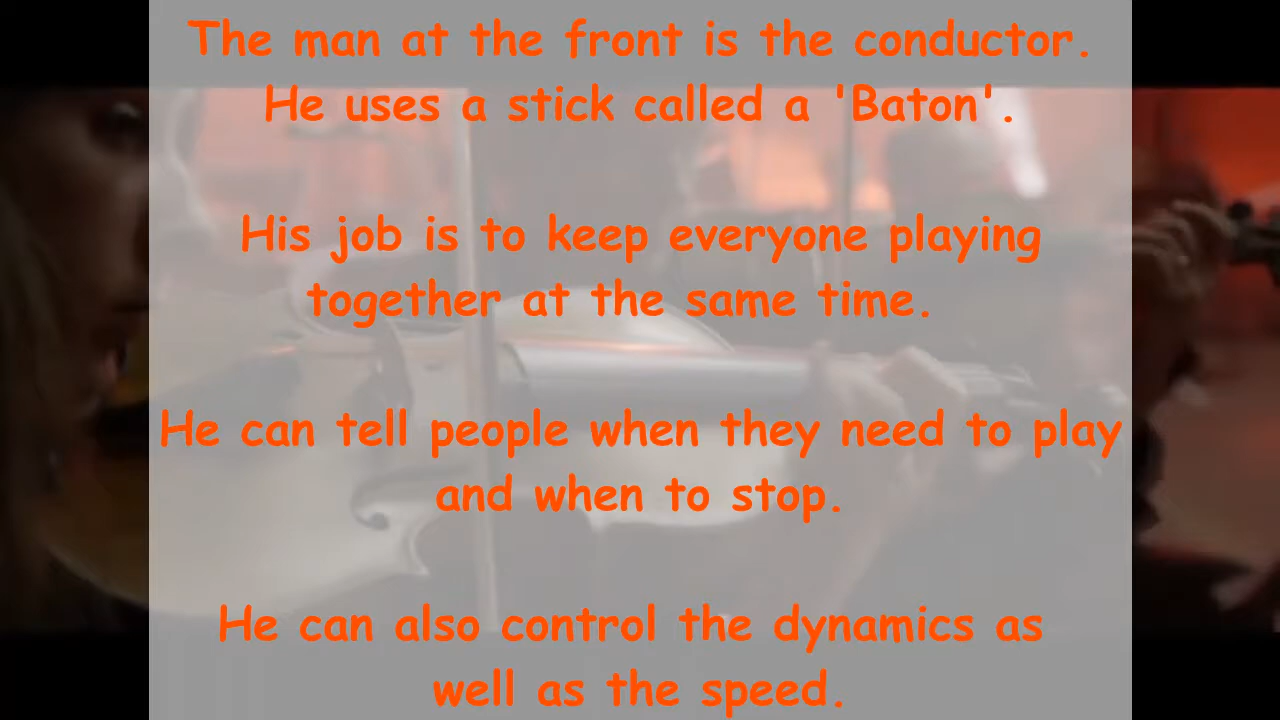 The man at the front is the conductor.
He uses a stick called a 'Baton'.
His job is to keep everyone playing
together at the same time.
He can tell people when they need to play
and when to stop.
He can also control the dynamics as
well as the speed.